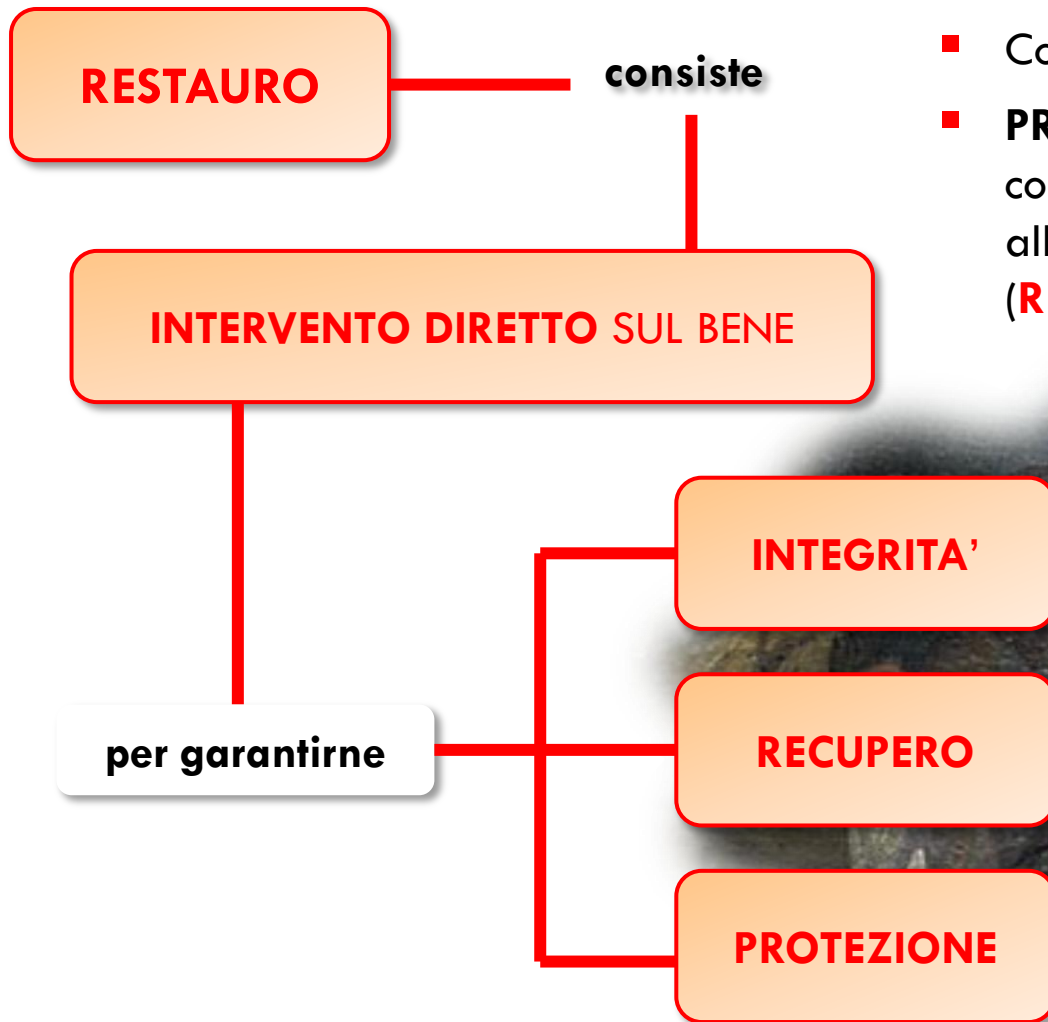 RESTAURO
consiste
INTERVENTO DIRETTO SUL BENE
per garantirne
INTEGRITA’
RECUPERO
PROTEZIONE